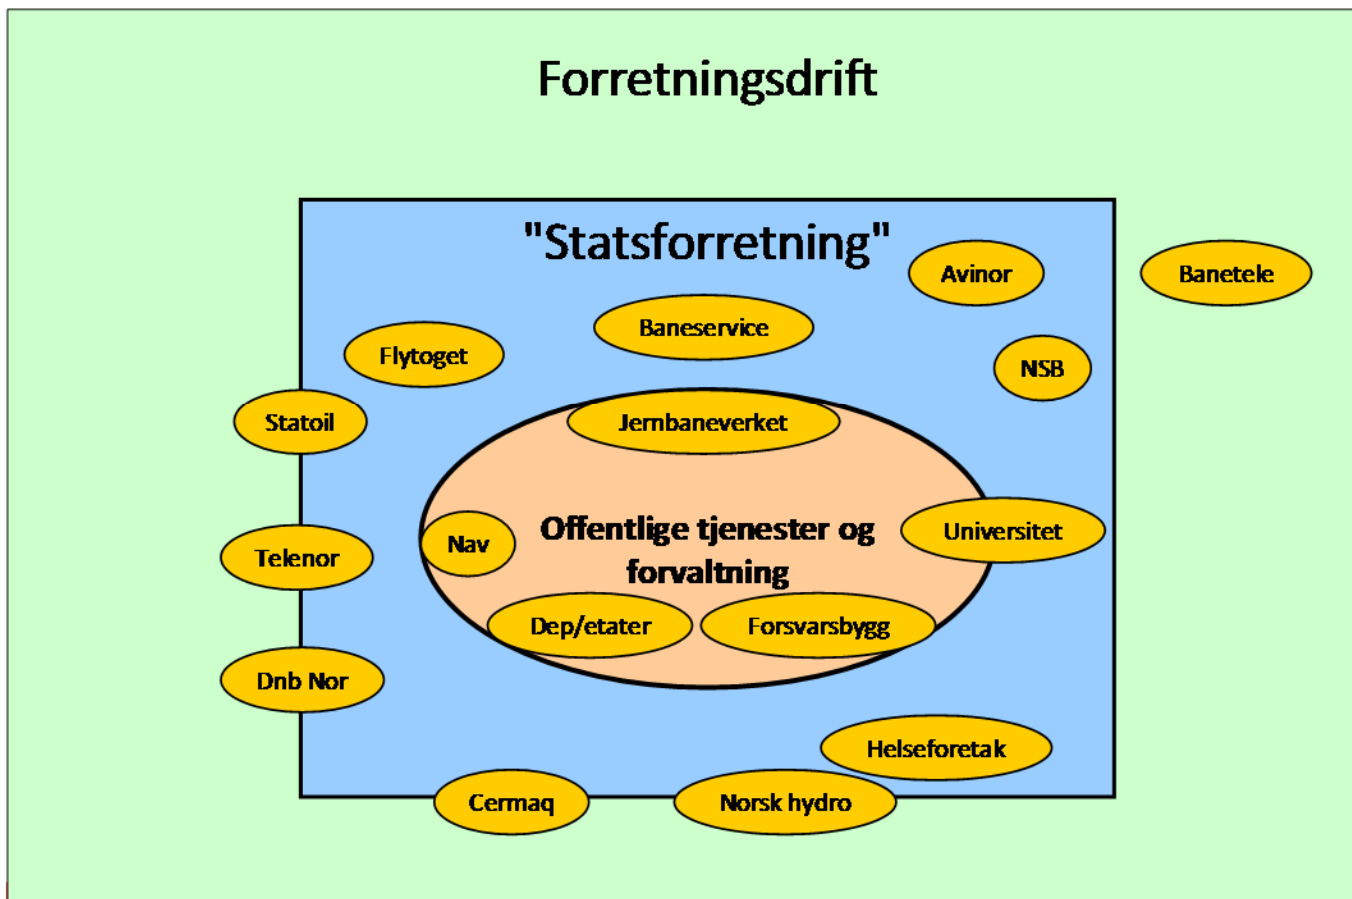 Forretningsdrift
"Statsforretning"
Avinor
Banetele
Baneservice
Flytoget
NSB
Statoil
Jernbaneverket
Offentlige tjenester og
forvaltning
Nav
Universitet
Telenor
Dep/etater
Forsvarsbygg
Dnb Nor
Helseforetak
Cermaq
Norsk hydro